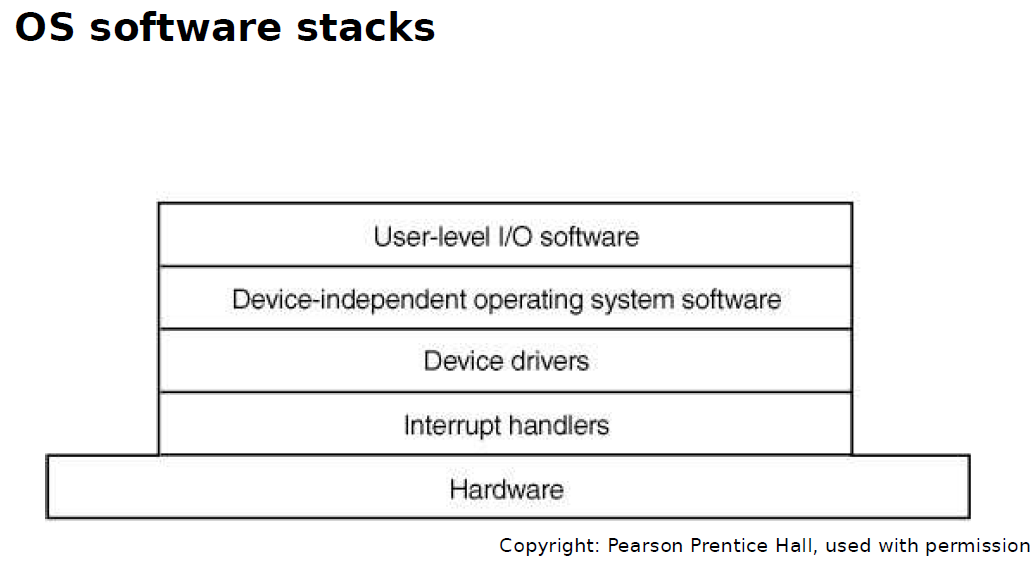 OS software stacks
User-level I/O software
Device-independent operating system software
Device drivers
Interrupt handlers
Hardware
Copyright: Pearson Prentice Hall, used with permission